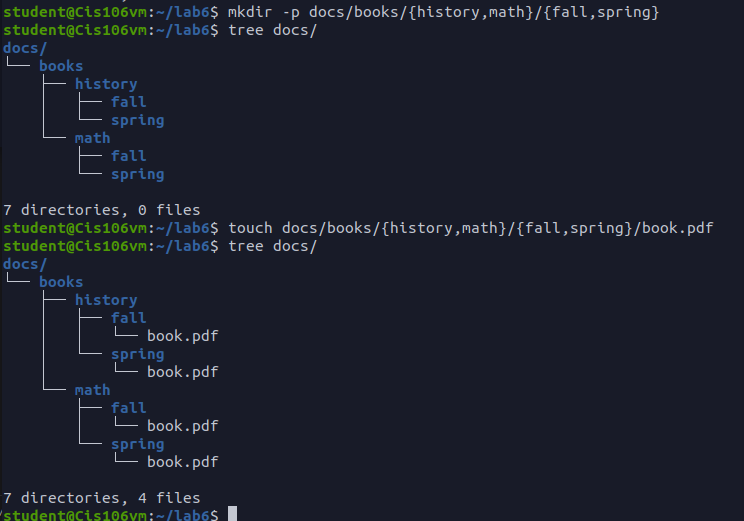 student@Cis106vm:~/lab6$ mkdir -p docs/books/{history,math}/{fall,spring}
student@Cis106vm:~/lab6$ tree docs/
docs/
└── books
    ├── history
    │   ├── fall
    │   └── spring
    └── math
        ├── fall
        └── spring

7 directories, 0 files
student@Cis106vm:~/lab6$ touch docs/books/{history,math}/{fall,spring}/book.pdf
student@Cis106vm:~/lab6$ tree docs/
docs/
└── books
    ├── history
    │   ├── fall
    │   │   └── book.pdf
    │   └── spring
    │       └── book.pdf
    └── math
        ├── fall
        │   └── book.pdf
        └── spring
            └── book.pdf

7 directories, 4 files
student@Cis106vm:~/lab6$